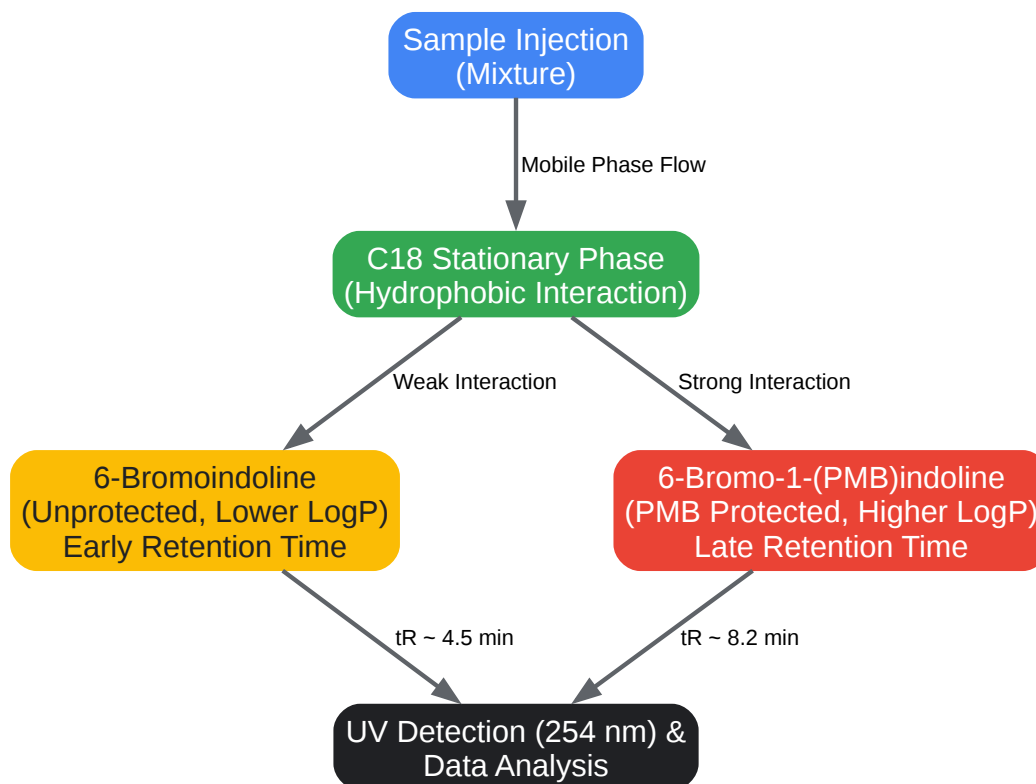 Sample Injection
(Mixture)
Mobile Phase Flow
C18 Stationary Phase
(Hydrophobic Interaction)
Weak Interaction
Strong Interaction
6-Bromoindoline
(Unprotected, Lower LogP)
Early Retention Time
6-Bromo-1-(PMB)indoline
(PMB Protected, Higher LogP)
Late Retention Time
tR ~ 4.5 min
tR ~ 8.2 min
UV Detection (254 nm) &
Data Analysis